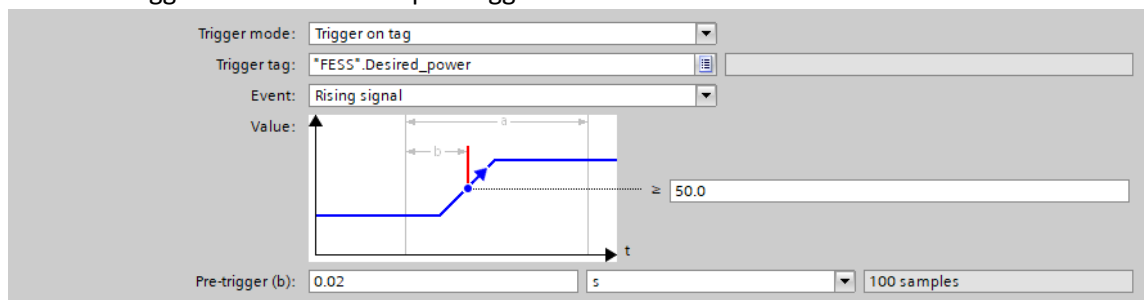 Trigger mode: Trigger on tag
Trigger tag: "FESS".Desired_power
Event: Rising signal
Value:
a
b
≥ 50.0
t
Pre-trigger (b): 0.02 s 100 samples